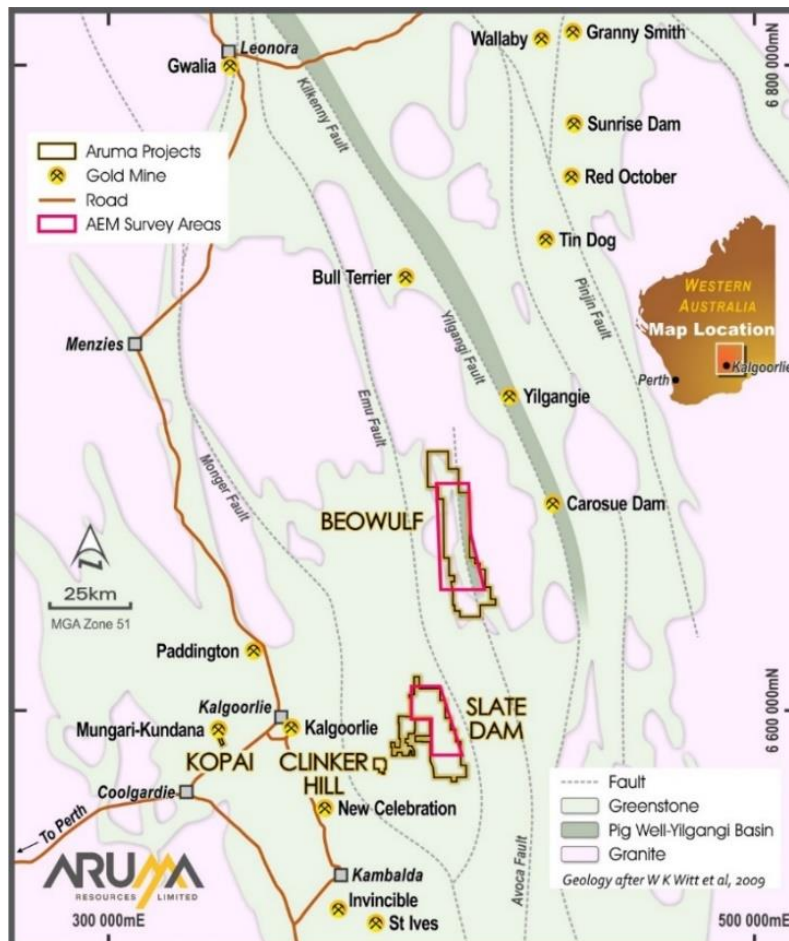 Leonora
Gwalia
Wallaby
Granny Smith
6 800 000mN
Kilkenny Fault
Sunrise Dam
Aruma Projects
Gold Mine
Road
AEM Survey Areas
Red October
Tin Dog
Bull Terrier
Pinjin Fault
WESTERN
AUSTRALIA
Map Location
Kalgoorlie
Perth
Menzies
Yilgangi Fault
Emu Fault
Yilgangie
Monger Fault
BEOWULF
Carosue Dam
25km
MGA Zone 51
Paddington
Kalgoorlie
Mungari-Kundana
Kalgoorlie
KOPAI
CLINKER
HILL
SLATE
DAM
6 600 000mN
Coolgardie
New Celebration
To Perth
Avoca Fault
Fault
Greenstone
Pig Well-Yilgangi Basin
Granite
Geology after W K Witt et al, 2009
ARUMA
RESOURCES LIMITED
Kambalda
Invincible
St Ives
300 000mE
500 000mE